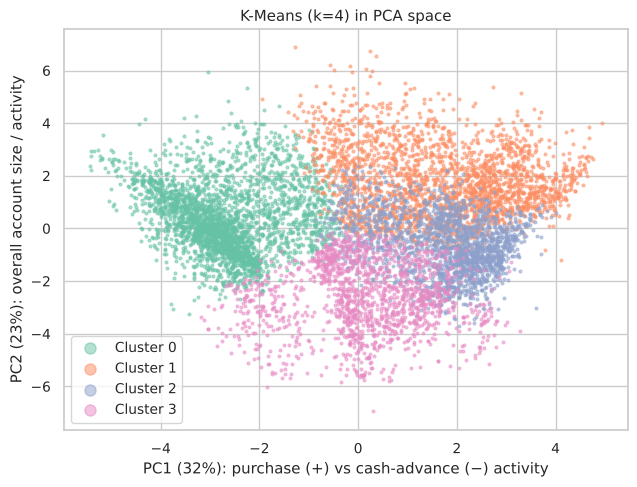 K-Means (k=4) in PCA space
PC2 (23%): overall account size / activity
6
4
2
0
−2
−4
−6
Cluster 0
Cluster 1
Cluster 2
Cluster 3
−4
−2
0
2
4
PC1 (32%): purchase (+) vs cash-advance (−) activity